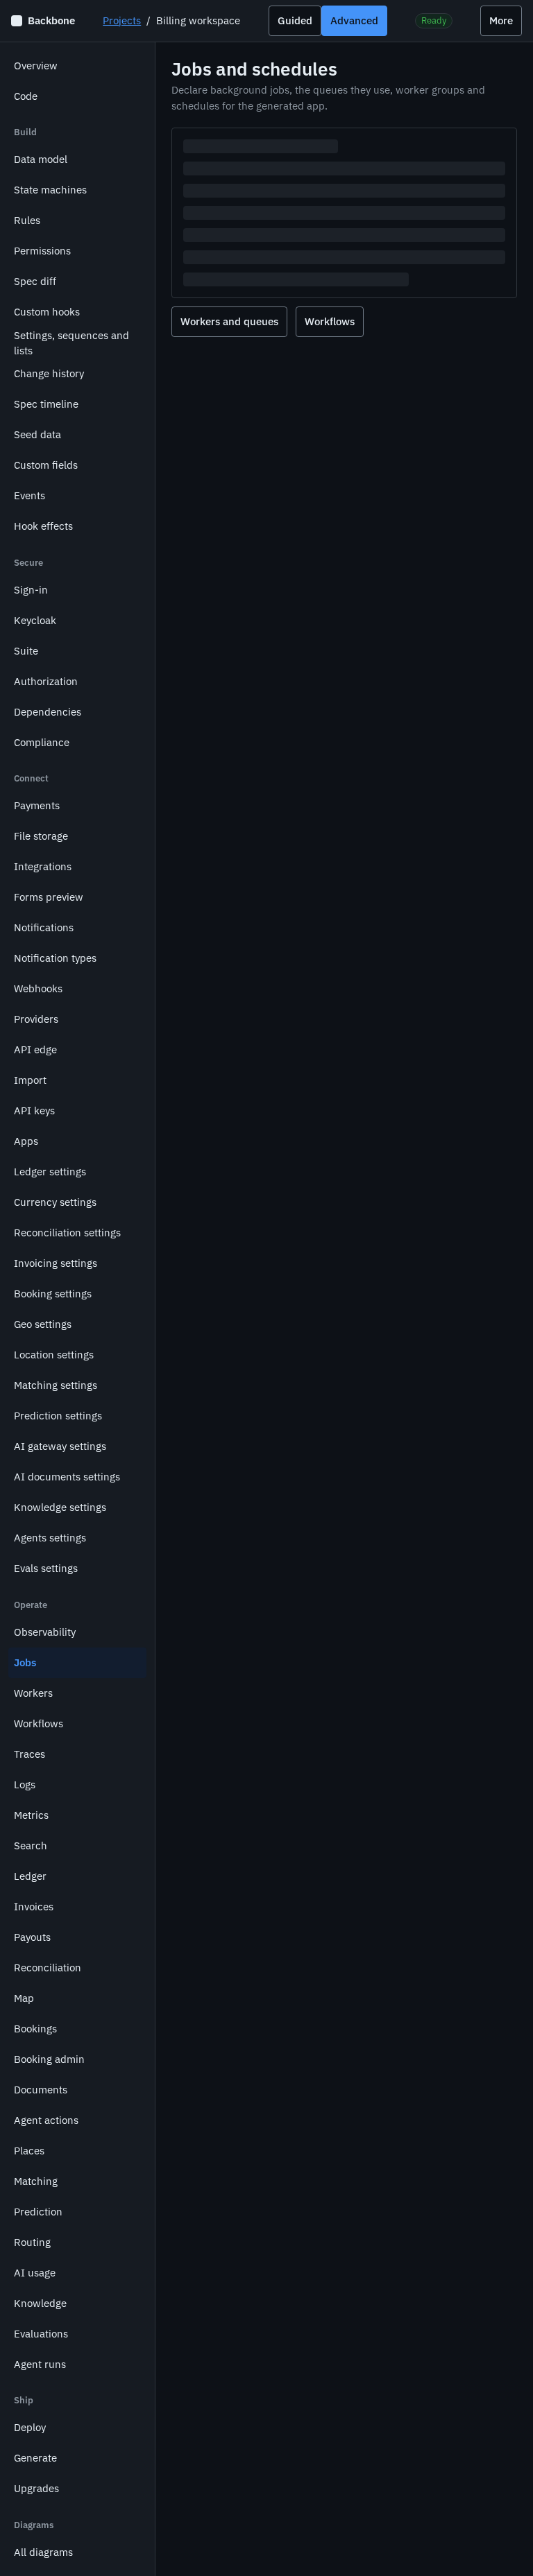 Backbone
Projects / Billing workspace
Guided
Advanced
Ready
More
Overview
Code
Build
Data model
State machines
Rules
Permissions
Spec diff
Custom hooks
Settings, sequences and
lists
Change history
Spec timeline
Seed data
Custom fields
Events
Hook effects
Secure
Sign-in
Keycloak
Suite
Authorization
Dependencies
Compliance
Connect
Payments
File storage
Integrations
Forms preview
Notifications
Notification types
Webhooks
Providers
API edge
Import
API keys
Apps
Ledger settings
Currency settings
Reconciliation settings
Invoicing settings
Booking settings
Geo settings
Location settings
Matching settings
Prediction settings
AI gateway settings
AI documents settings
Knowledge settings
Agents settings
Evals settings
Operate
Observability
Jobs
Workers
Workflows
Traces
Logs
Metrics
Search
Ledger
Invoices
Payouts
Reconciliation
Map
Bookings
Booking admin
Documents
Agent actions
Places
Matching
Prediction
Routing
AI usage
Knowledge
Evaluations
Agent runs
Ship
Deploy
Generate
Upgrades
Diagrams
All diagrams
Jobs and schedules
Declare background jobs, the queues they use, worker groups and
schedules for the generated app.
Workers and queues
Workflows